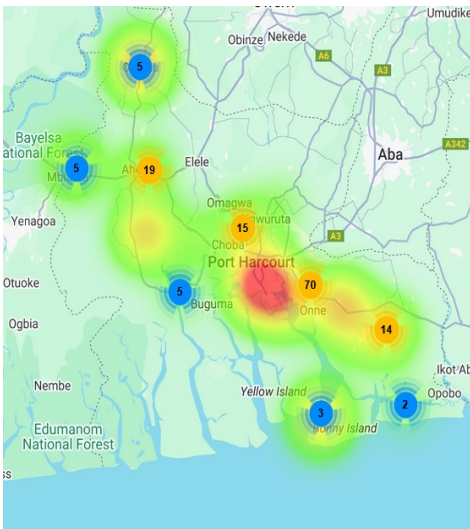 Umudike
Obinze Nekede
A6
A3
5
A342
Bayelsa
ational Fore
Elele
Aba
5
19
Omagwa
15
Yenagoa
Choba
A3
Port Harcourt
Otuoke
5
70
Buguma
Onne
Ogbia
14
Ikot Ab
Nembe
Yellow Island
Opobo
3
2
Edumanom
National Forest
Bonny Island
ss